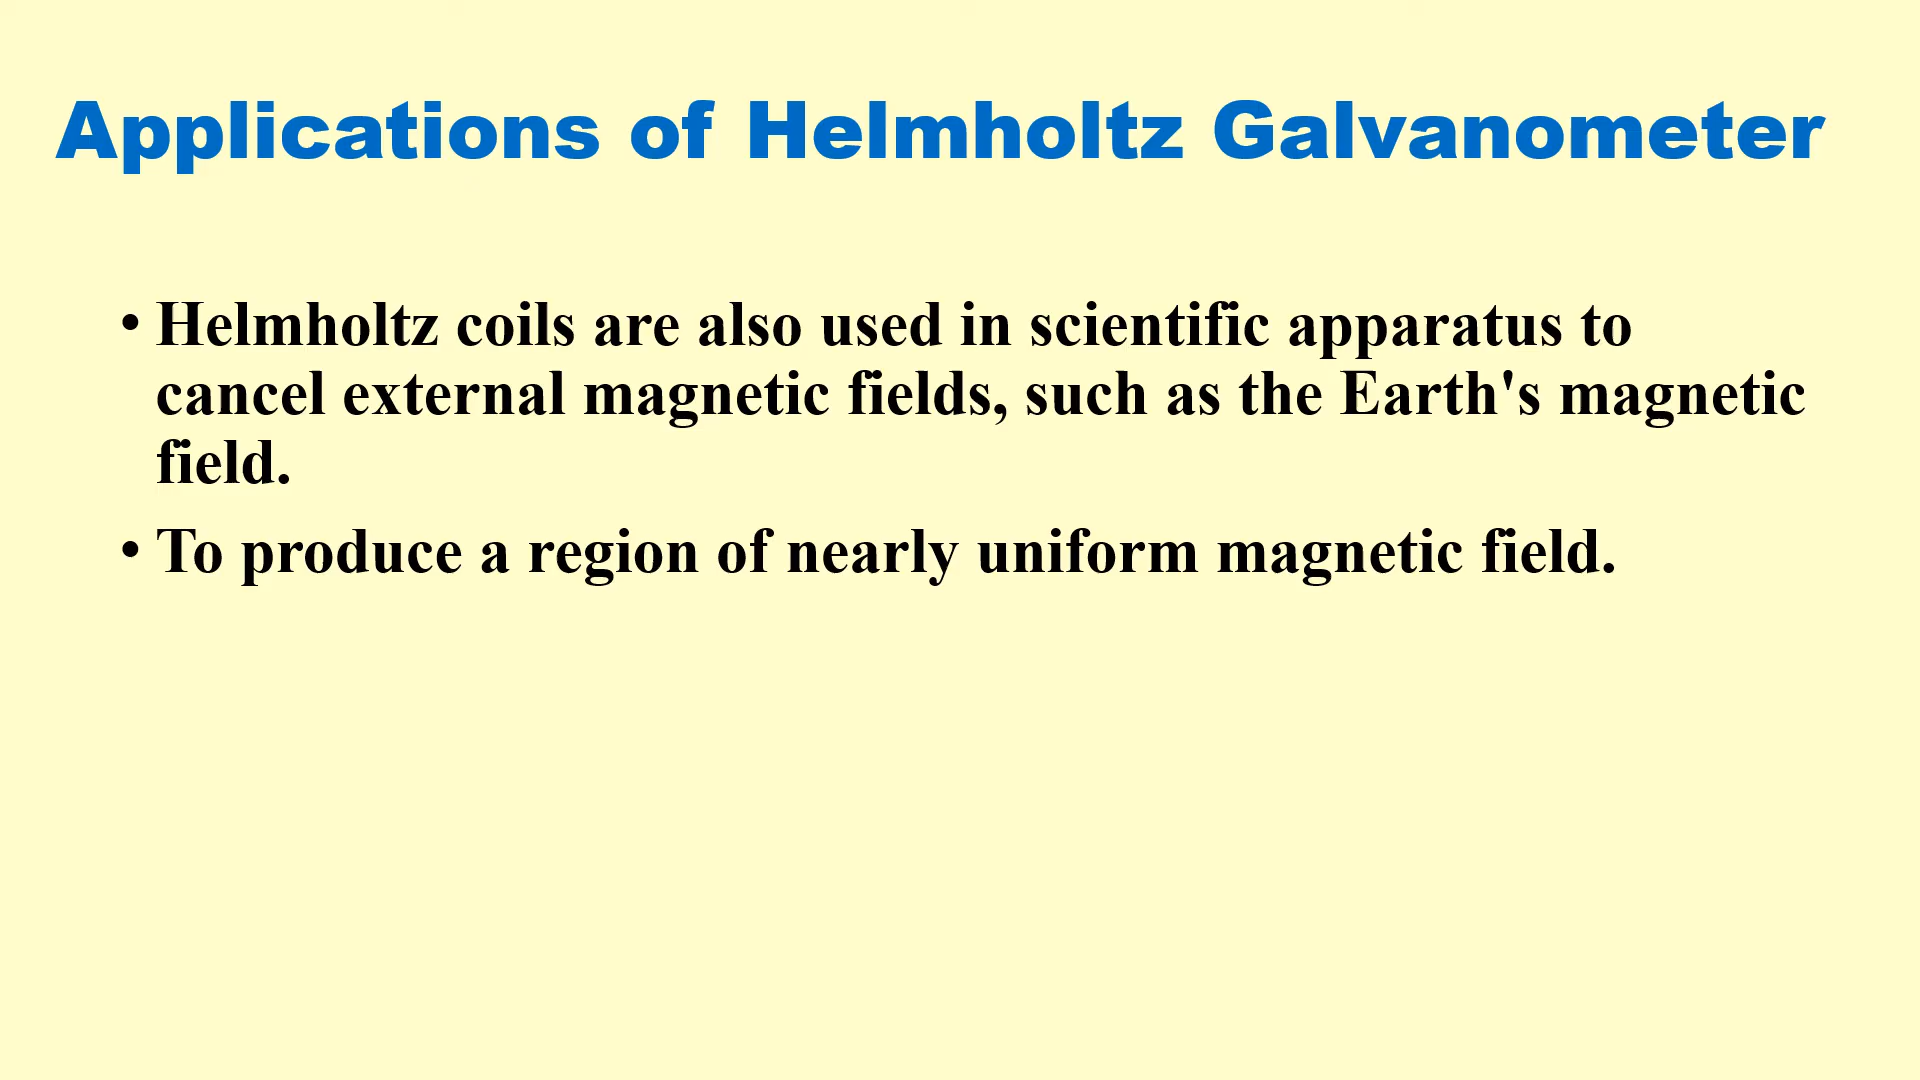 Applications of Helmholtz Galvanometer
• Helmholtz coils are also used in scientific apparatus to
cancel external magnetic fields, such as the Earth's magnetic
field.
• To produce a region of nearly uniform magnetic field.